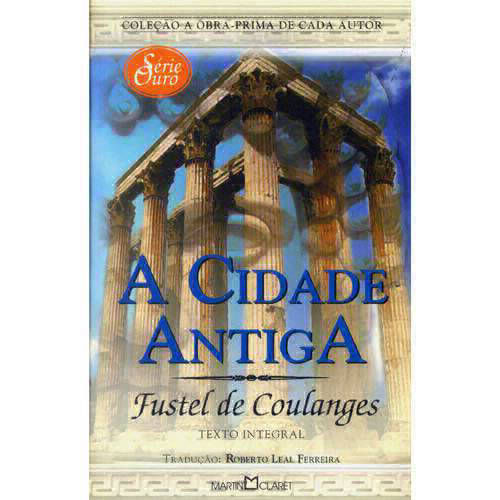 COLEÇÃO A OBRA-PRIMA DE CADA AUTOR
Série
Ouro
A CIDADE
ANTIGA
Fustel de Coulanges
TEXTO INTEGRAL
TRADUÇÃO: ROBERTO LEAL FERREIRA
MARTIN CLARET